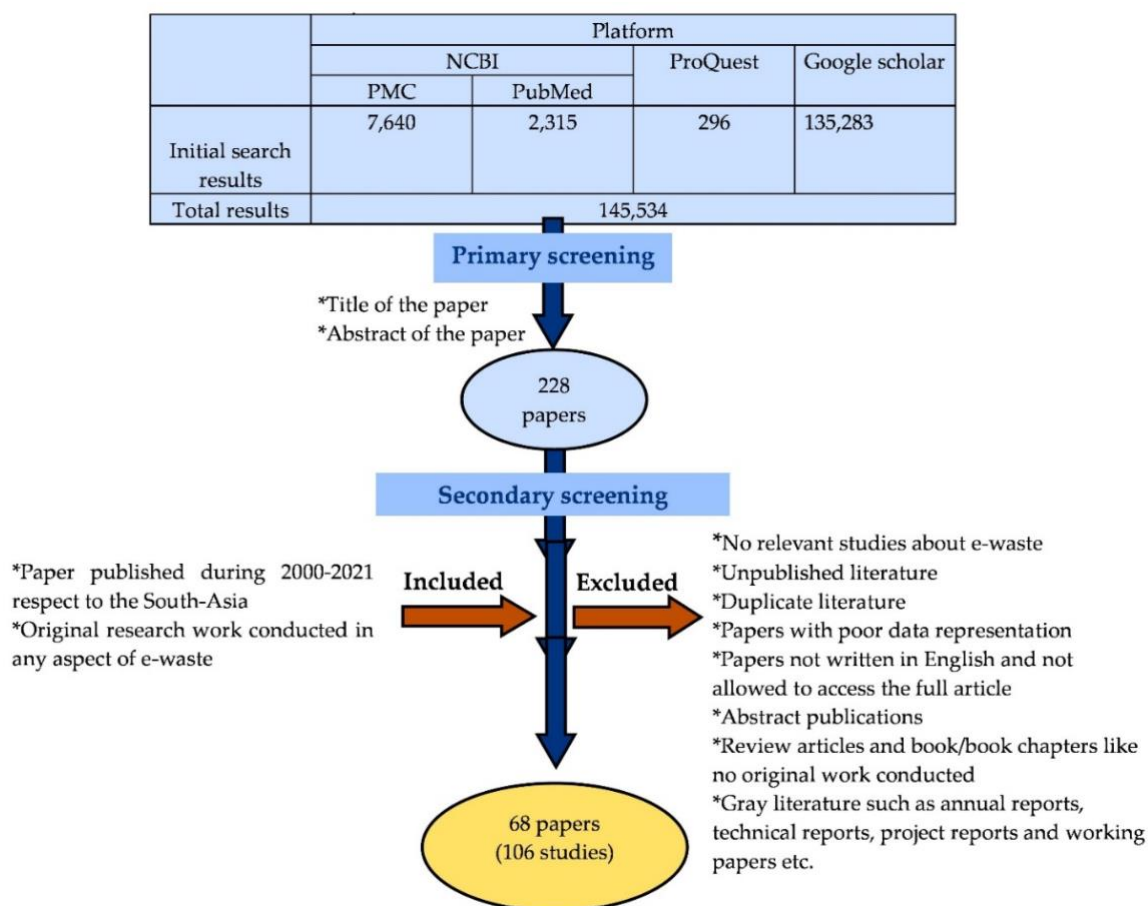 Platform
NCBI ProQuest Google scholar
PMC PubMed
7,640 2,315 296 135,283
Initial search
results
Total results 145,534
Primary screening
*Title of the paper
*Abstract of the paper
228
papers
Secondary screening
*Paper published during 2000-2021
respect to the South-Asia
*Original research work conducted in
any aspect of e-waste
Included
Excluded
*No relevant studies about e-waste
*Unpublished literature
*Duplicate literature
*Papers with poor data representation
*Papers not written in English and not
allowed to access the full article
*Abstract publications
*Review articles and book/book chapters like
no original work conducted
*Gray literature such as annual reports,
technical reports, project reports and working
papers etc.
68 papers
(106 studies)